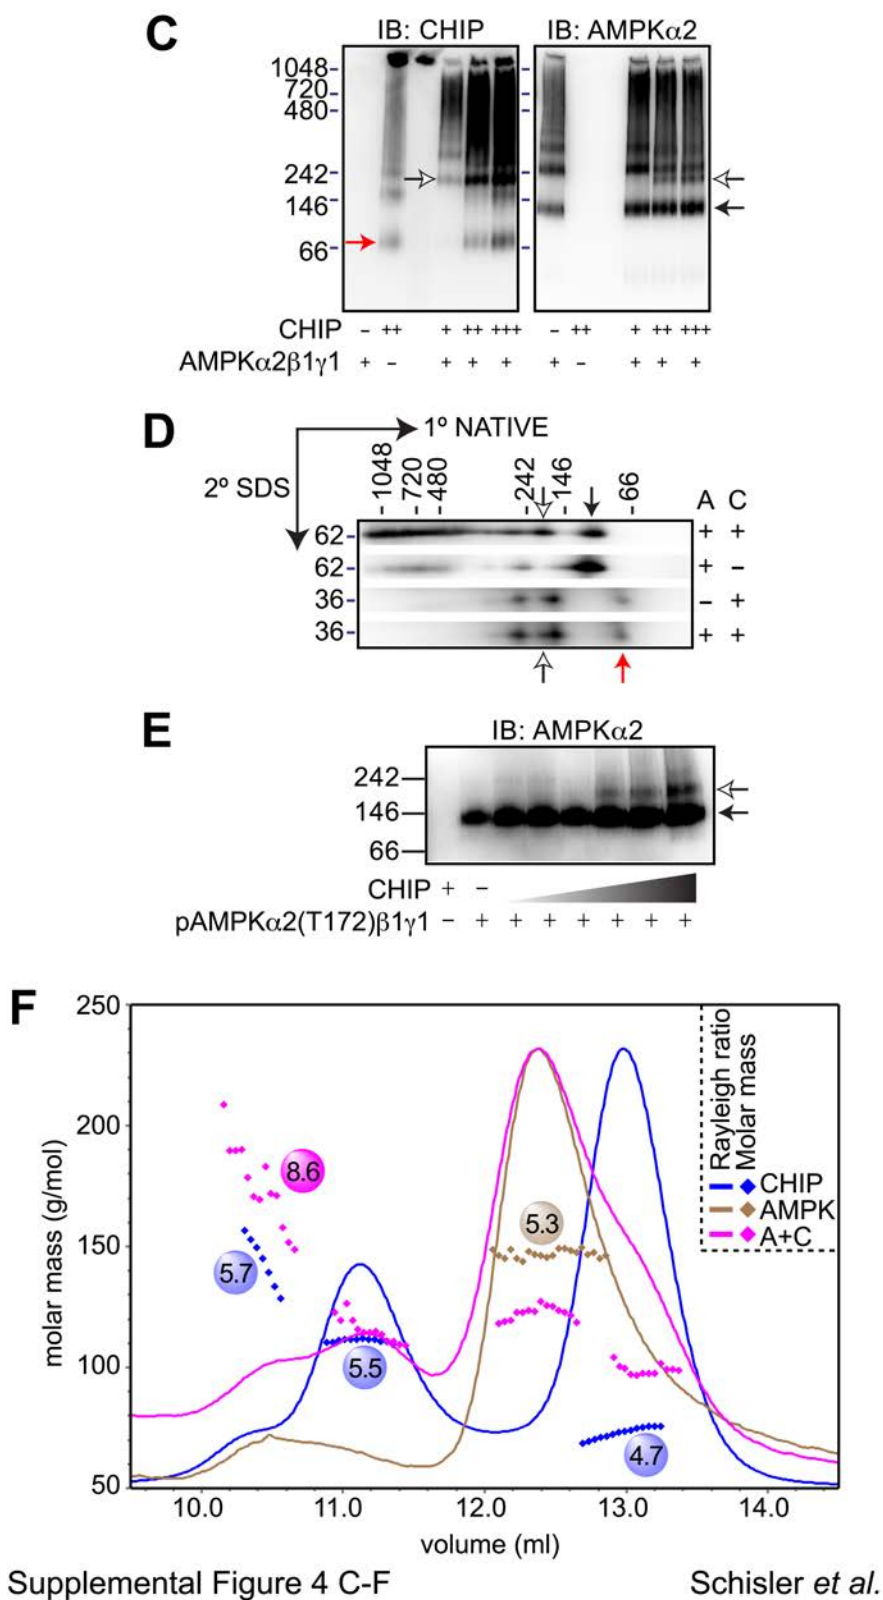 C
IB: CHIP IB: AMPKα2
1048
720
480
242
146
66
CHIP – ++ + ++ +++ – ++ + ++ +++
AMPKα2β1γ1 + – + + + + – + + +
D
1º NATIVE
2º SDS
1048 720 480 242 146 66 A C
62 + +
62 + –
36 – +
36 + +
E
IB: AMPKα2
242
146
66
CHIP + –
pAMPKα2(T172)β1γ1 – + + + + + + +
F
250
200
150
100
50
molar mass (g/mol)
8.6
5.7
5.5
5.3
4.7
Rayleigh ratio
Molar mass
CHIP
AMPK
A+C
10.0 11.0 12.0 13.0 14.0
volume (ml)
Supplemental Figure 4 C-F Schisler et al.